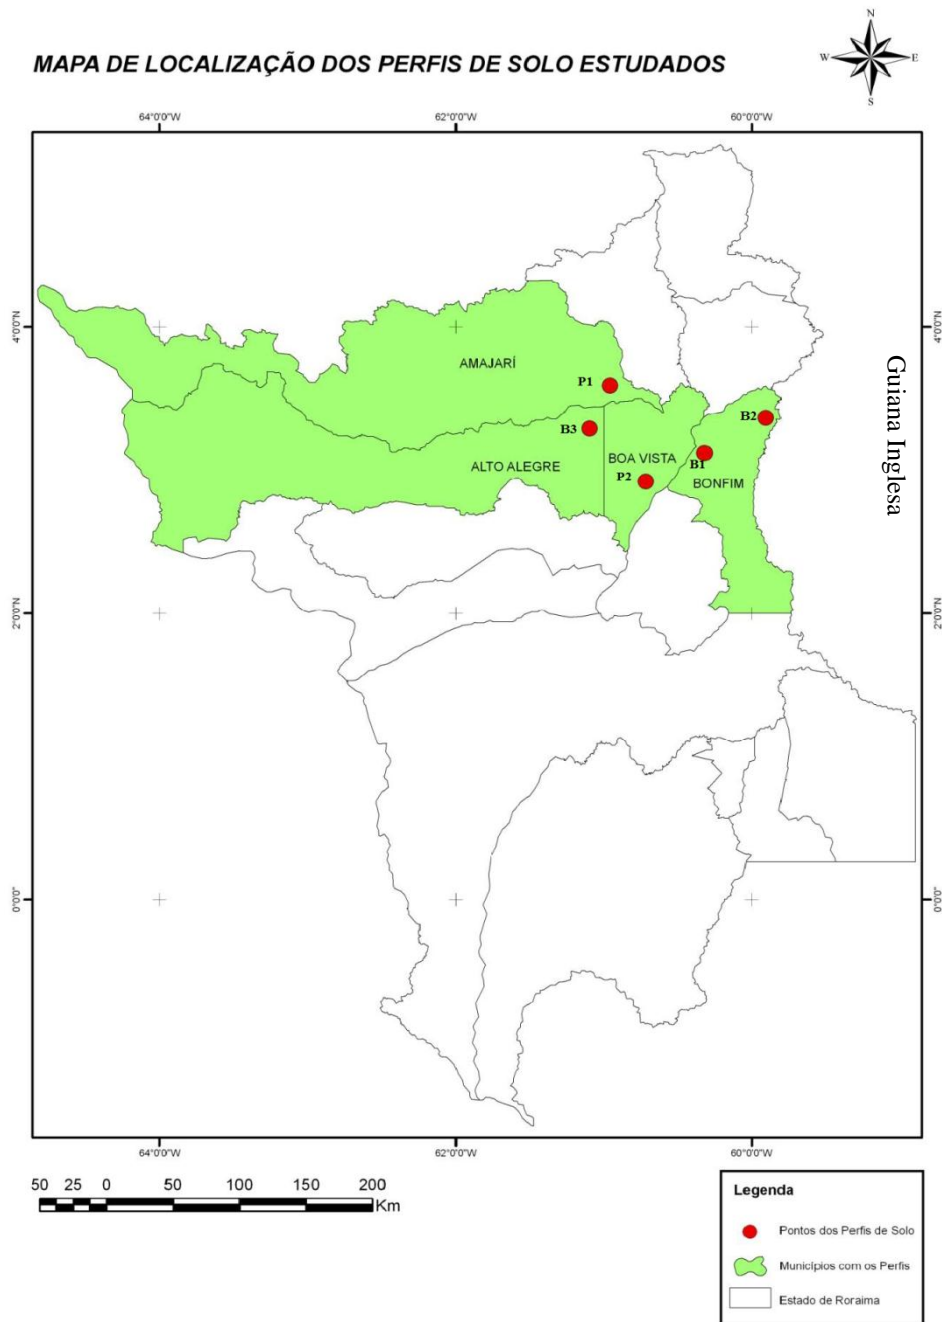 N
MAPA DE LOCALIZAÇÃO DOS PERFIS DE SOLO ESTUDADOS
W
E
S
64°0'0"W
62°0'0"W
60°0'0"W
4°0'0"N
4°0'0"N
AMAJARÍ
P1
Guiana Inglesa
B2
B3
BOA VISTA
B1
ALTO ALEGRE
P2
BONFIM
2°0'0"N
2°0'0"N
0°0'0"
0°0'0"
64°0'0"W
62°0'0"W
60°0'0"W
50 25 0 50 100 150 200
Km
Legenda
Pontos dos Perfis de Solo
Municípios com os Perfis
Estado de Roraima